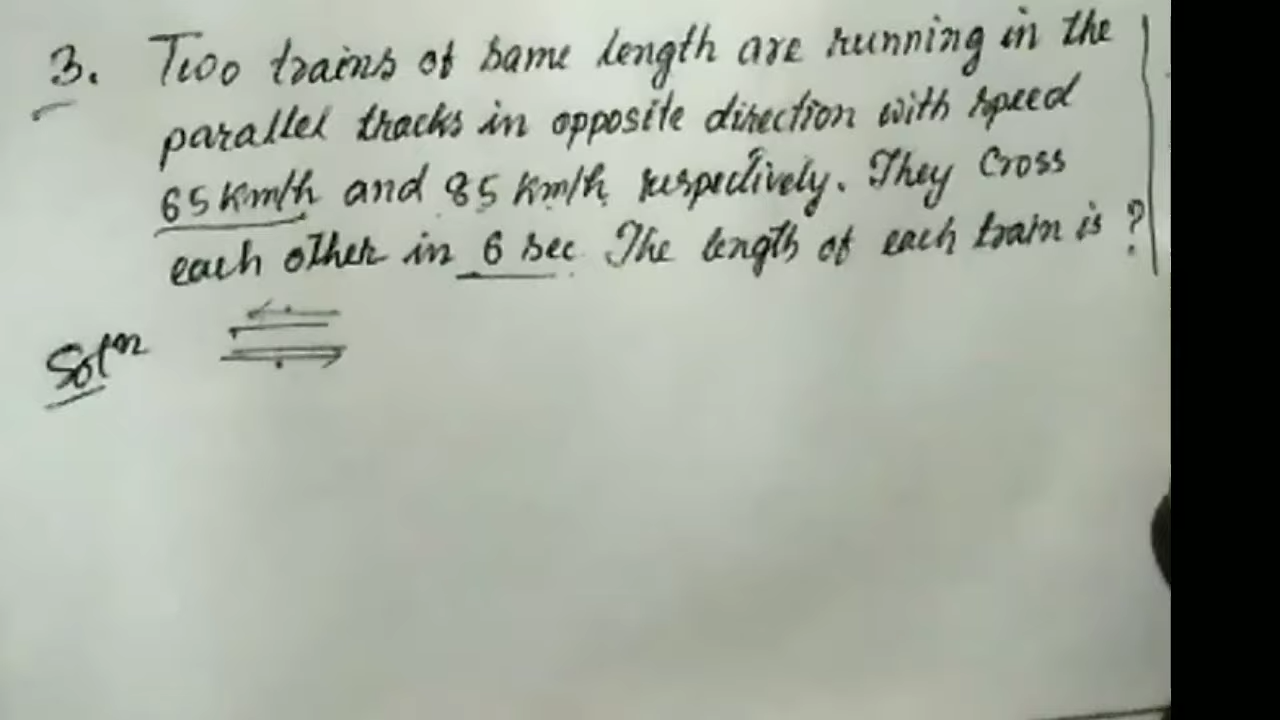 3. Two trains of same length are running in the
parallel tracks in opposite direction with speed
65 Km/h and 85 Km/h respectively. They Cross
each other in 6 sec The length of each train is ?
Solⁿ